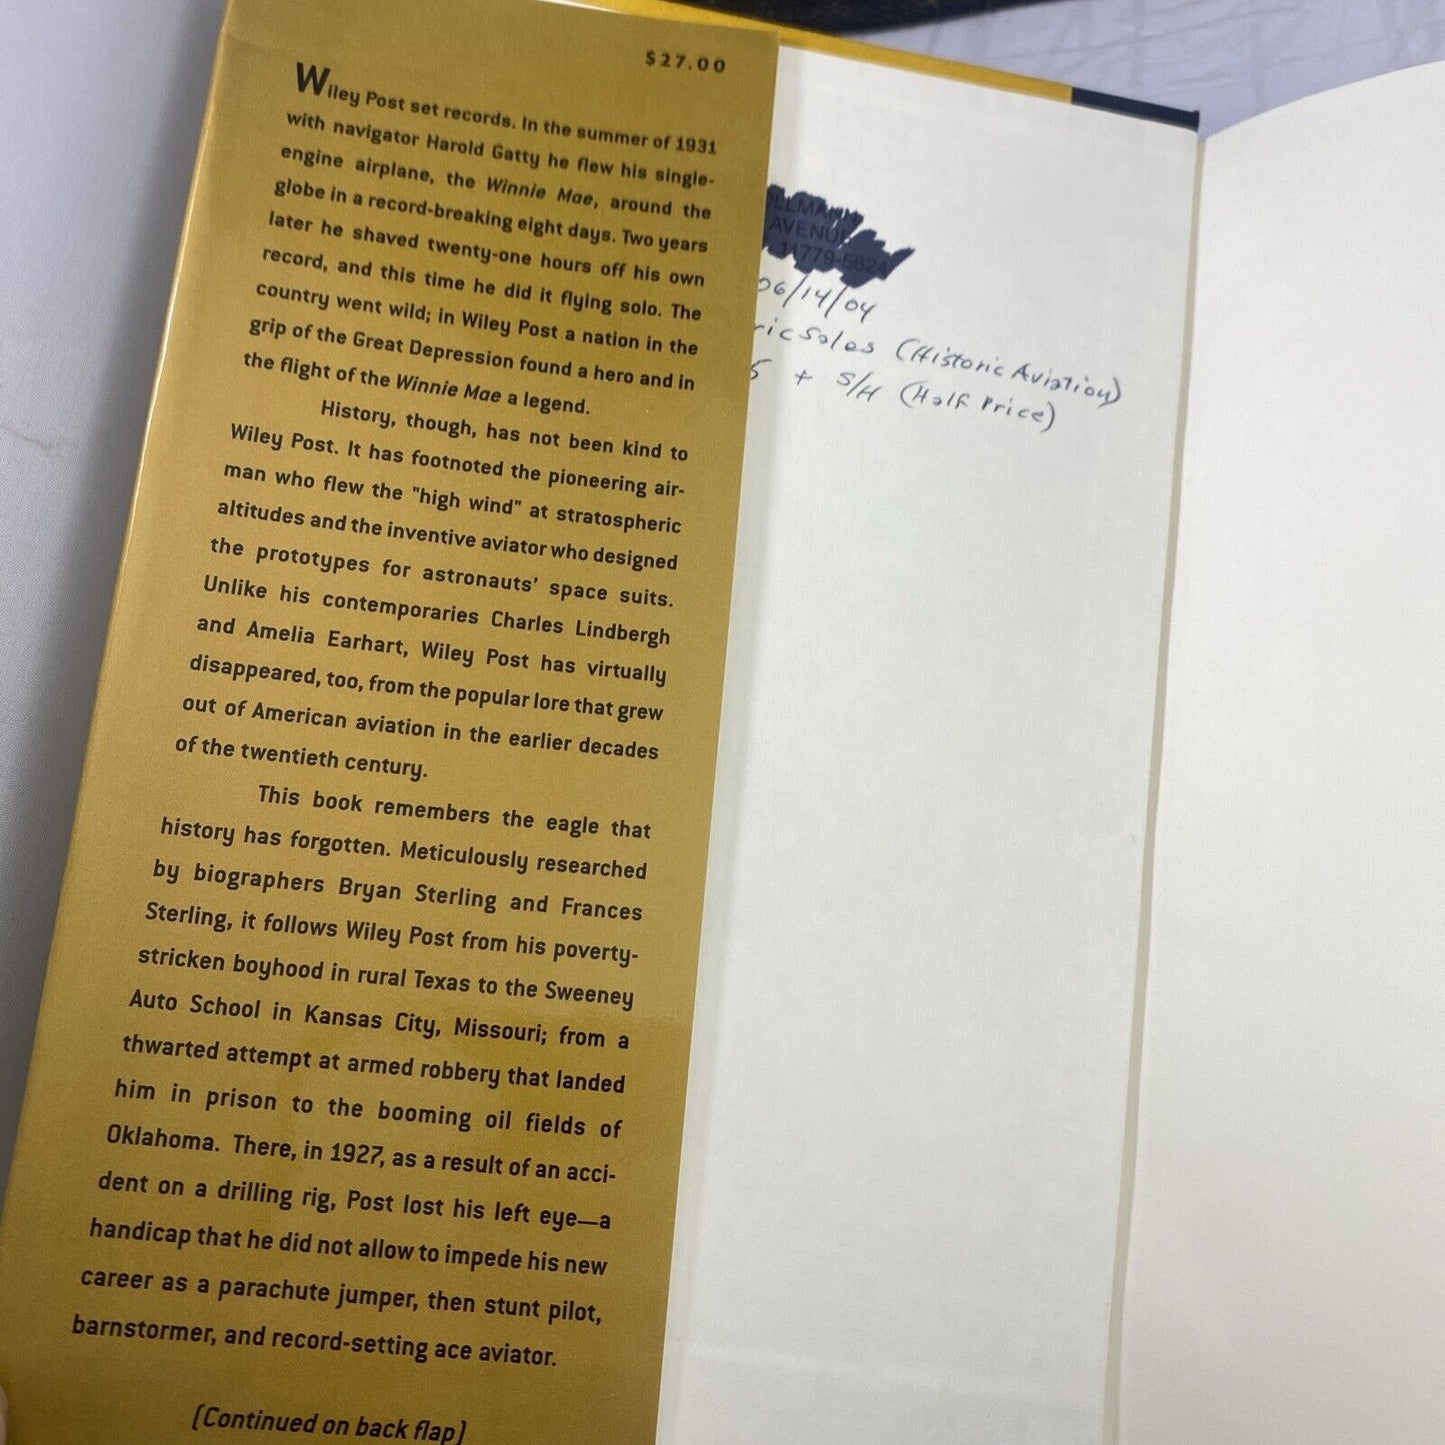 $27.00
Wiley Post set records. In the summer of 1931
with navigator Harold Gatty he flew his single-
engine airplane, the Winnie Mae, around the
globe in a record-breaking eight days. Two years
later he shaved twenty-one hours off his own
record, and this time he did it flying solo. The
country went wild; in Wiley Post a nation in the
grip of the Great Depression found a hero and in
the flight of the Winnie Mae a legend.
History, though, has not been kind to
Wiley Post. It has footnoted the pioneering air-
man who flew the "high wind" at stratospheric
altitudes and the inventive aviator who designed
the prototypes for astronauts' space suits.
Unlike his contemporaries Charles Lindbergh
and Amelia Earhart, Wiley Post has virtually
disappeared, too, from the popular lore that grew
out of American aviation in the earlier decades
of the twentieth century.
This book remembers the eagle that
history has forgotten. Meticulously researched
by biographers Bryan Sterling and Frances
Sterling, it follows Wiley Post from his poverty-
stricken boyhood in rural Texas to the Sweeney
Auto School in Kansas City, Missouri; from a
thwarted attempt at armed robbery that landed
him in prison to the booming oil fields of
Oklahoma. There, in 1927, as a result of an acci-
dent on a drilling rig, Post lost his left eye—a
handicap that he did not allow to impede his new
career as a parachute jumper, then stunt pilot,
barnstormer, and record-setting ace aviator.
(Continued on back flap)
AVENUE
11779-5624
06/14/04
ric Sales (Historic Aviation)
5 + S/H (Half Price)